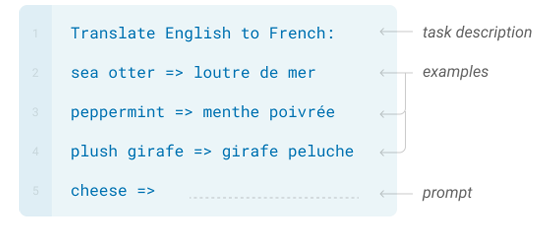 1 Translate English to French: task description
2 sea otter => loutre de mer examples
3 peppermint => menthe poivrée
4 plush girafe => girafe peluche
5 cheese => prompt